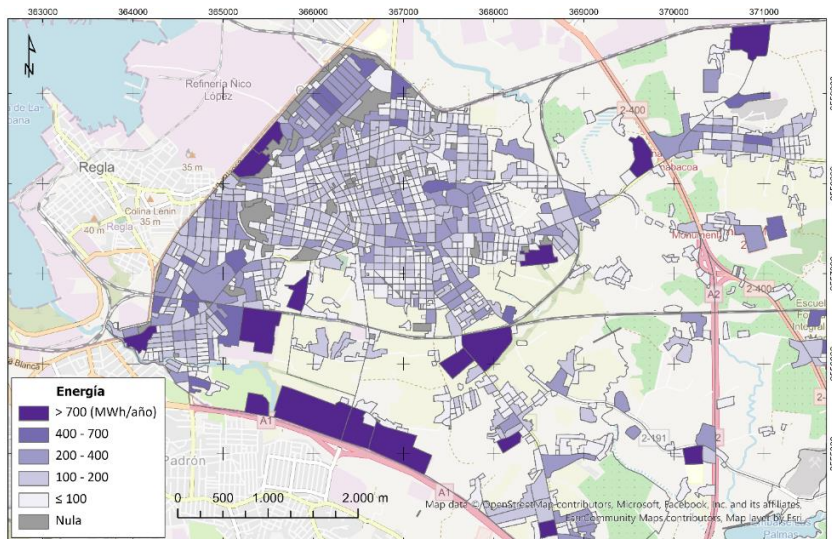 363000 364000 365000 366000 367000 368000 369000 370000 371000
Refinería Ñico
López
2-400
Regla
35 m
Colina Lenin
35 m
40 m
Regla
Monument
A2
2-400
Escuel
Blanca
Energía
> 700 (MWh/año)
400 - 700
200 - 400
100 - 200
≤ 100
Nula
A1
Padrón
2-191
A1
0 500 1.000 2.000 m
Map data © OpenStreetMap contributors, Microsoft, Facebook, Inc. and its affiliates,
Esri Community Maps contributors, Map layer by Esri
Palmas